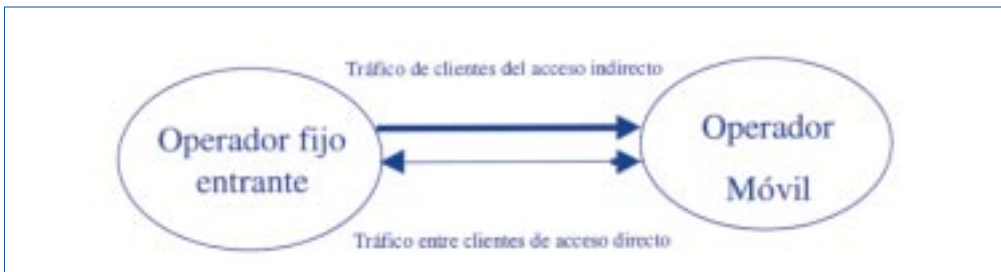 Tráfico de clientes del acceso indirecto
Operador fijo
entrante
Operador
Móvil
Tráfico entre clientes de acceso directo